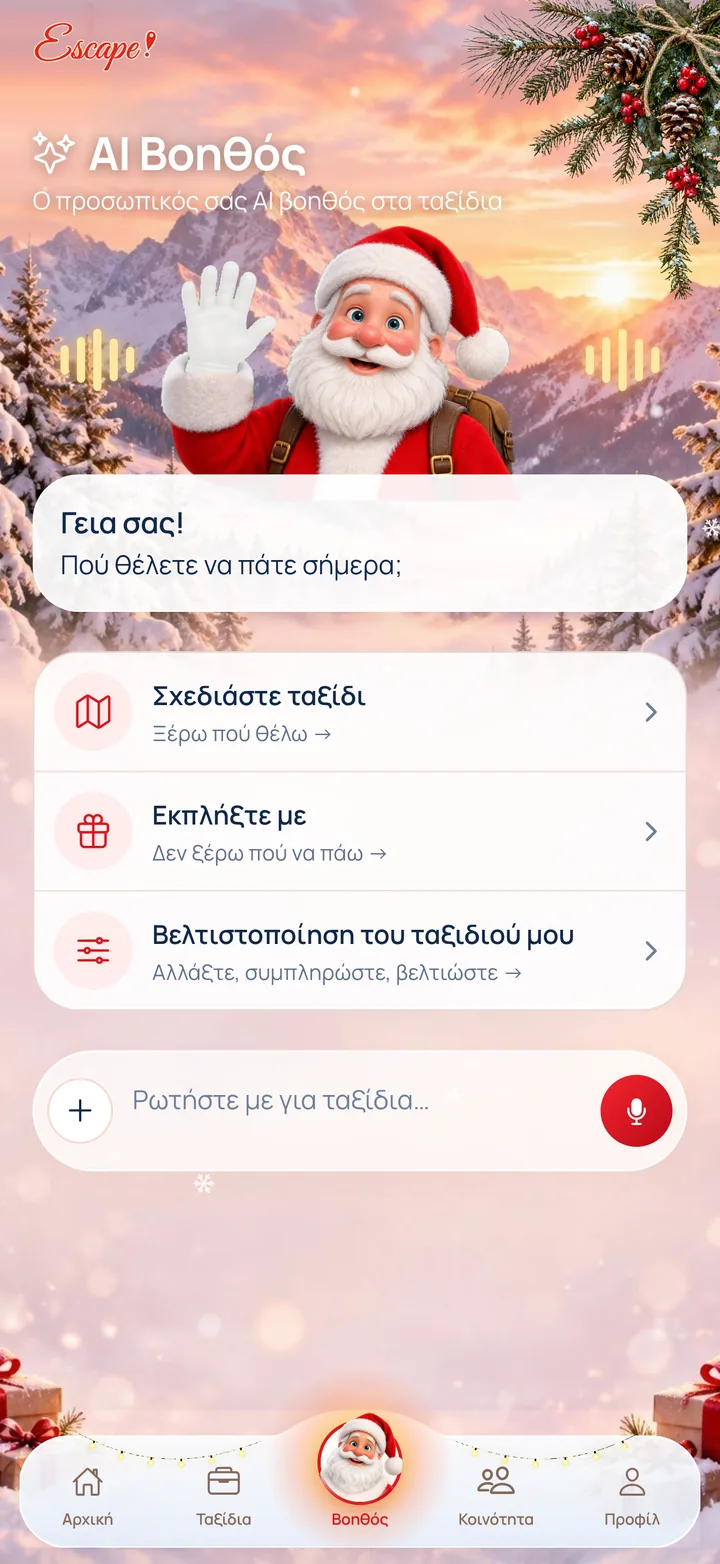 Escape!
AI Βοηθός
Ο προσωπικός σας AI βοηθός στα ταξίδια
Γεια σας!
Πού θέλετε να πάτε σήμερα;
Σχεδιάστε ταξίδι
Ξέρω πού θέλω →
Εκπλήξτε με
Δεν ξέρω πού να πάω →
Βελτιστοποίηση του ταξιδιού μου
Αλλάξτε, συμπληρώστε, βελτιώστε →
Ρωτήστε με για ταξίδια...
Αρχική
Ταξίδια
Βοηθός
Κοινότητα
Προφίλ